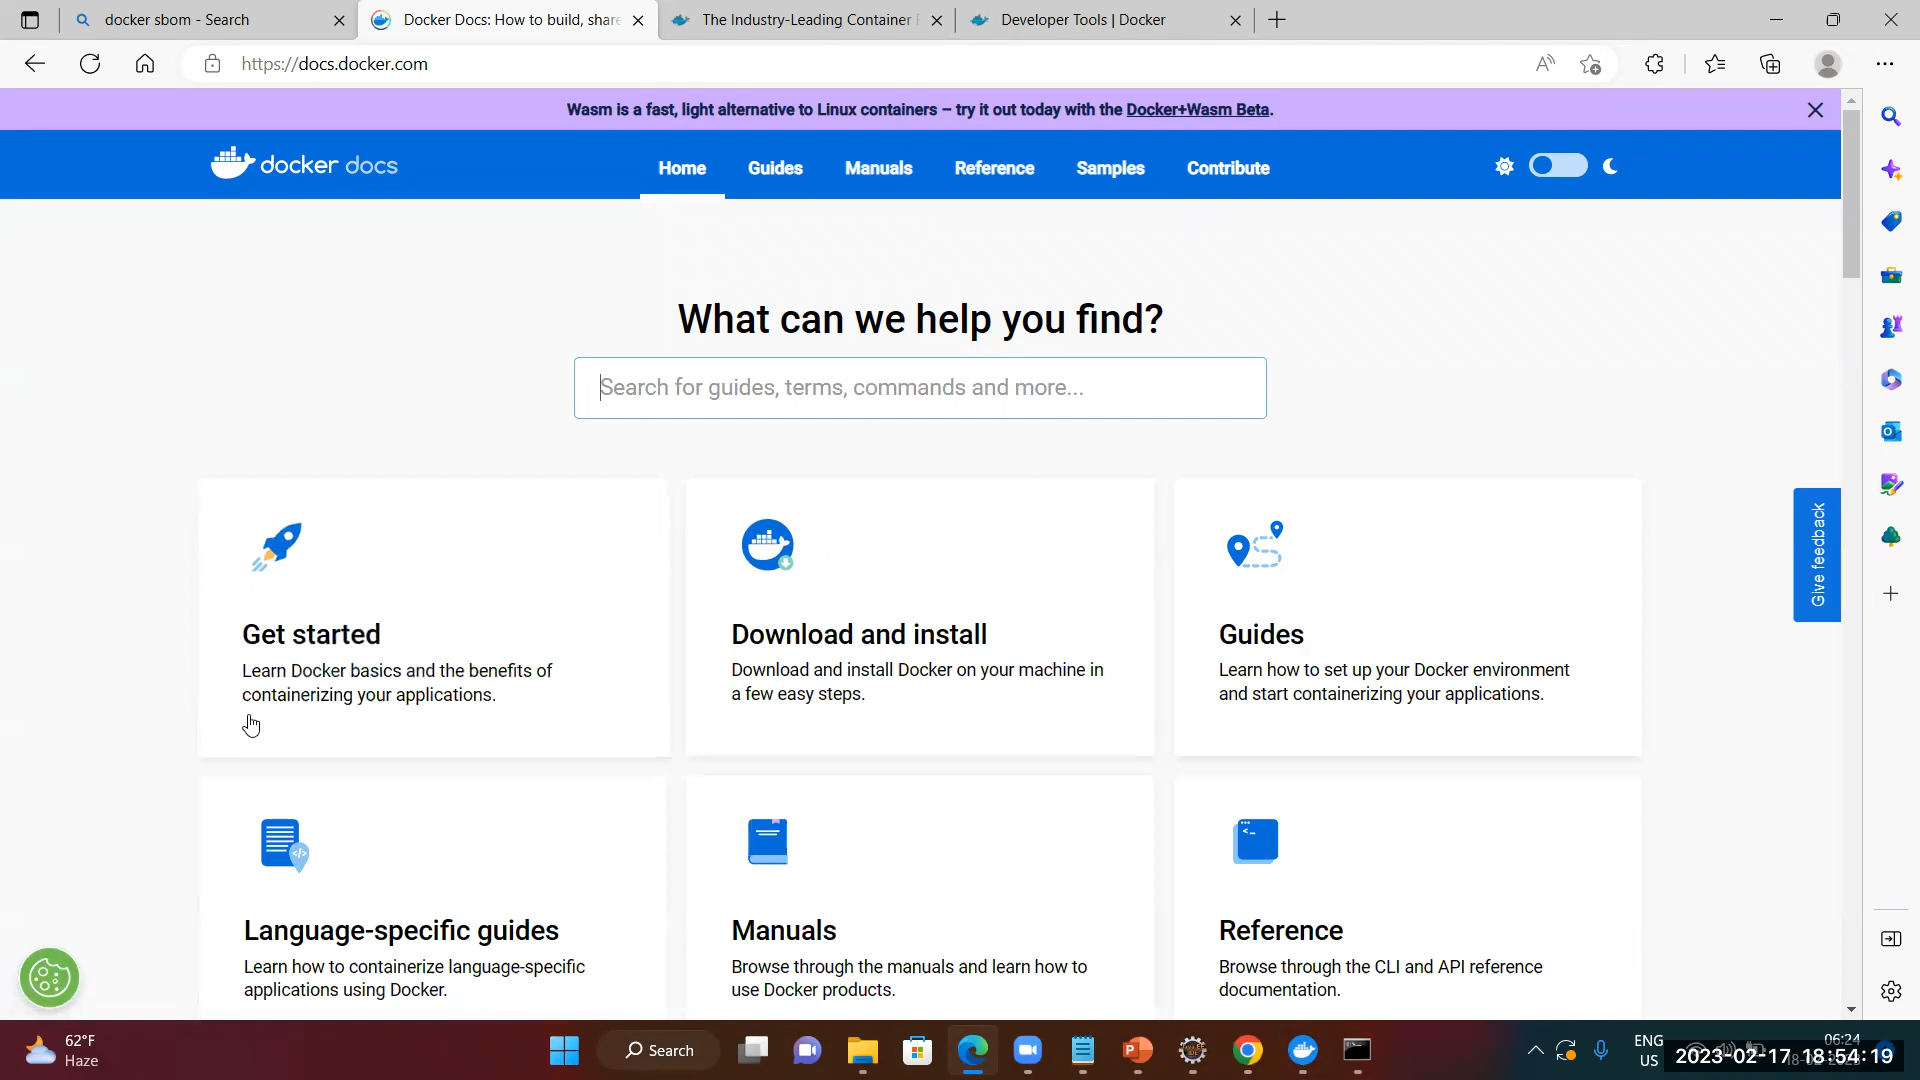 docker sbom - Search
Docker Docs: How to build, share
The Industry-Leading Container
Developer Tools | Docker
https://docs.docker.com
Wasm is a fast, light alternative to Linux containers – try it out today with the Docker+Wasm Beta.
docker docs
Home
Guides
Manuals
Reference
Samples
Contribute
What can we help you find?
Search for guides, terms, commands and more...
Get started
Learn Docker basics and the benefits of
containerizing your applications.
Download and install
Download and install Docker on your machine in
a few easy steps.
Guides
Learn how to set up your Docker environment
and start containerizing your applications.
Give feedback
Language-specific guides
Learn how to containerize language-specific
applications using Docker.
Manuals
Browse through the manuals and learn how to
use Docker products.
Reference
Browse through the CLI and API reference
documentation.
62°F
Haze
Search
ENG
US
06:24
2023-02-17 18:54:19